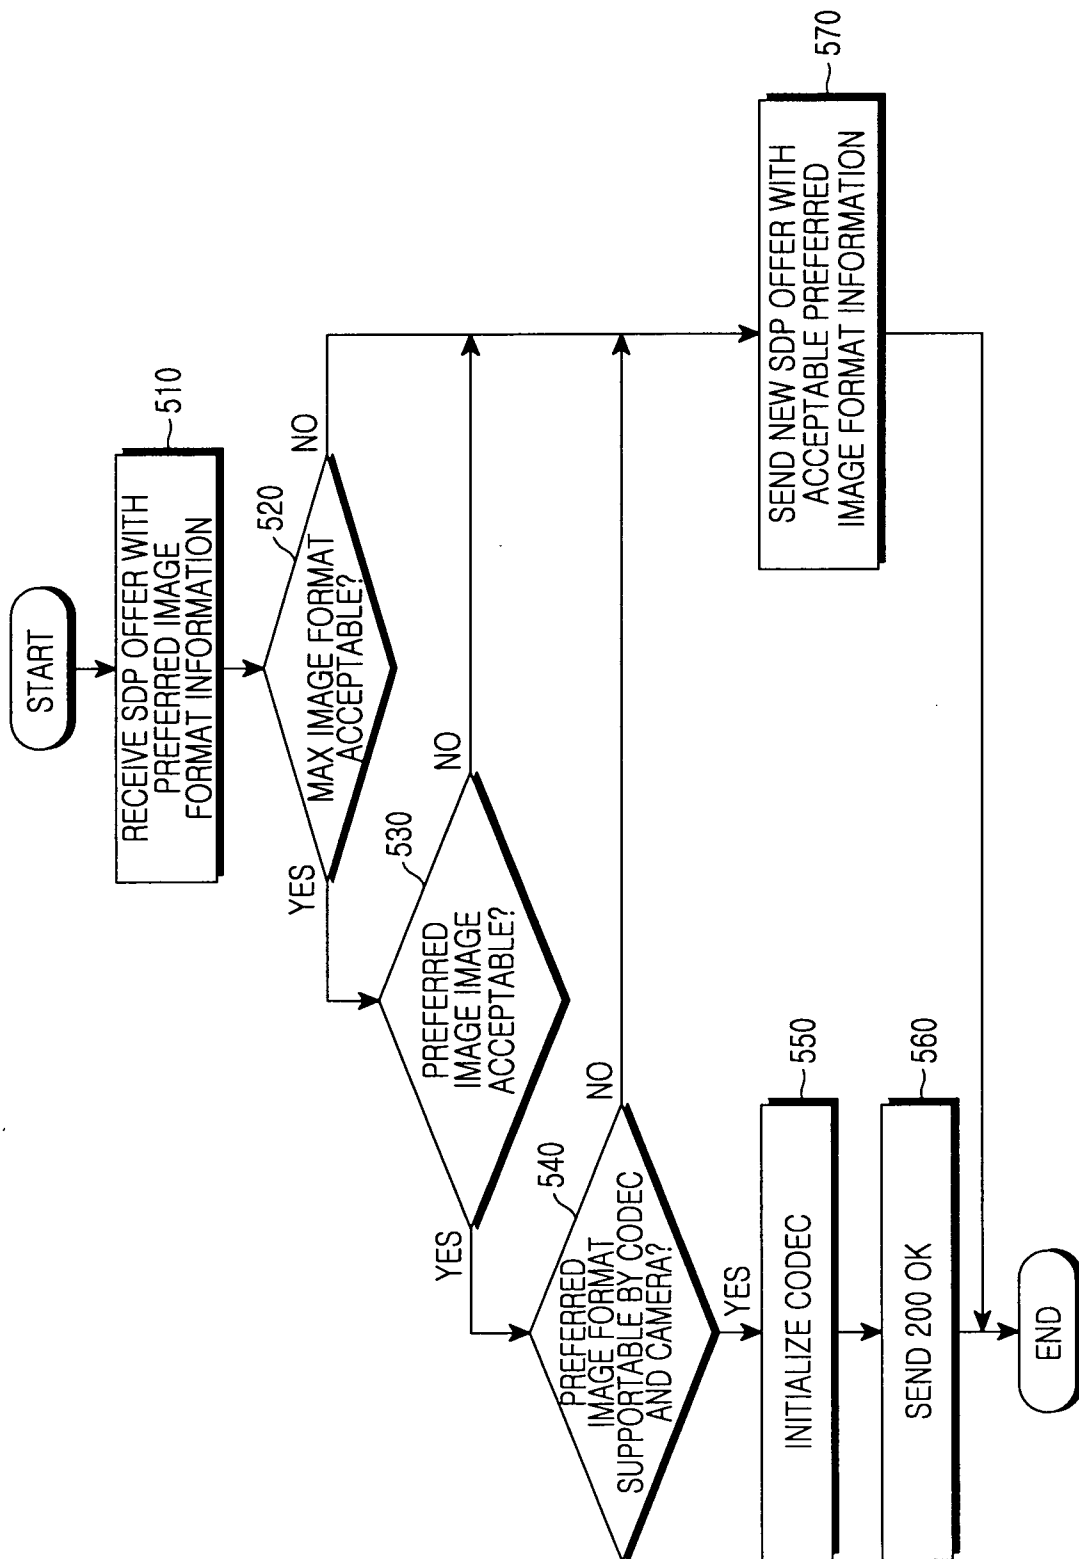 START
RECEIVE SDP OFFER WITH
PREFERRED IMAGE
FORMAT INFORMATION
510
MAX IMAGE FORMAT
ACCEPTABLE?
520
YES
NO
PREFERRED
IMAGE IMAGE
ACCEPTABLE?
530
YES
NO
PREFERRED
IMAGE FORMAT
SUPPORTABLE BY CODEC
AND CAMERA?
540
YES
NO
INITIALIZE CODEC
550
SEND 200 OK
560
SEND NEW SDP OFFER WITH
ACCEPTABLE PREFERRED
IMAGE FORMAT INFORMATION
570
END